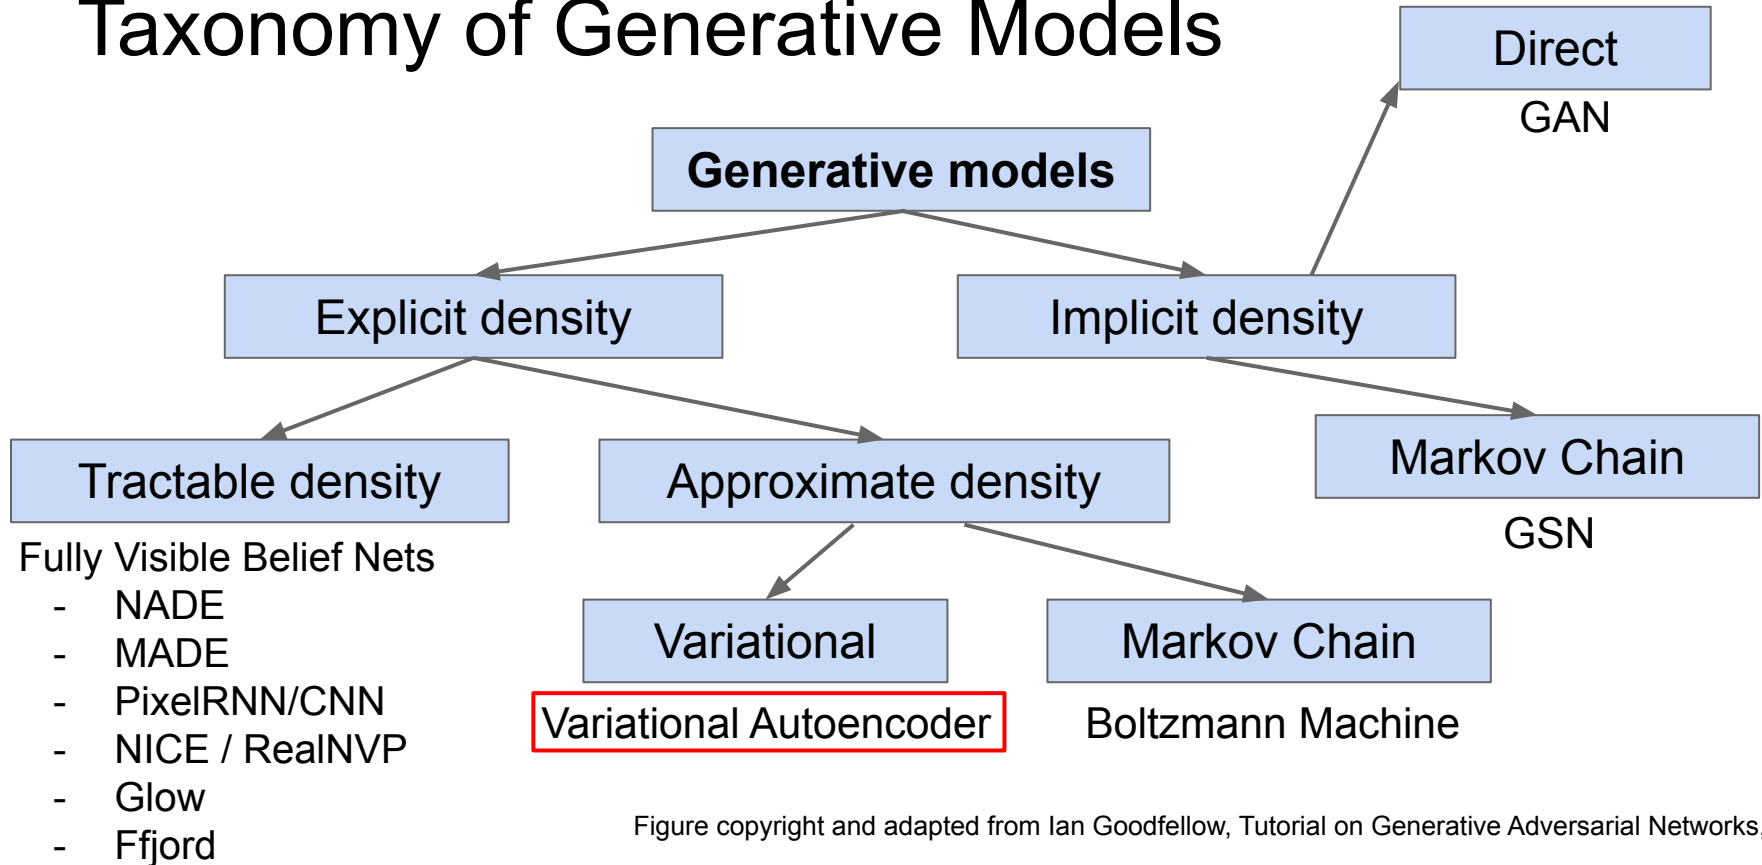 Taxonomy of Generative Models
Direct
GAN
Generative models
Explicit density
Implicit density
Tractable density
Approximate density
Markov Chain
GSN
Fully Visible Belief Nets
- NADE
- MADE
- PixelRNN/CNN
- NICE / RealNVP
- Glow
- Ffjord
Variational
Markov Chain
Variational Autoencoder
Boltzmann Machine
Figure copyright and adapted from Ian Goodfellow, Tutorial on Generative Adversarial Networks,